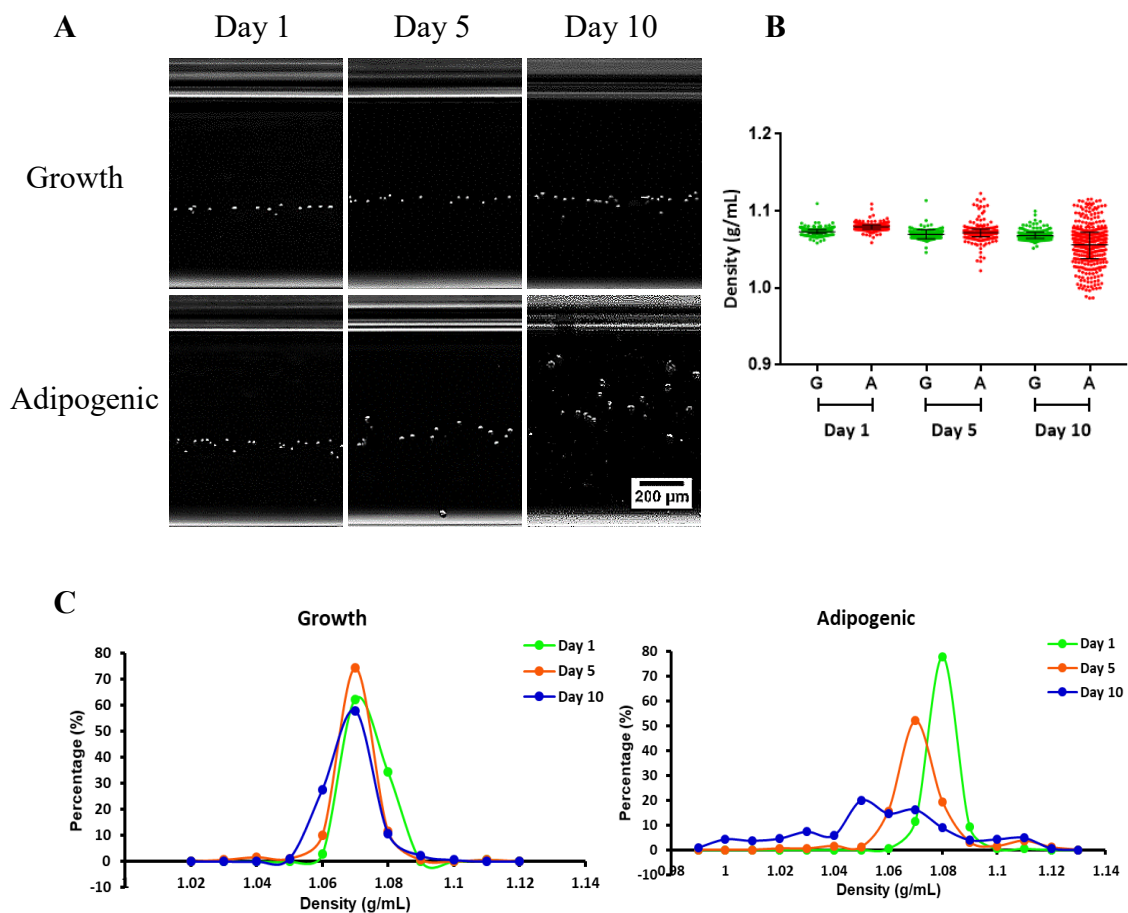 A
Day 1
Day 5
Day 10
Growth
Adipogenic
200 µm
B
Density (g/mL)
1.2
1.1
1.0
0.9
G A G A G A
Day 1 Day 5 Day 10
C
Growth
Percentage (%)
80
70
60
50
40
30
20
10
0
-10
1 1.02 1.04 1.06 1.08 1.1 1.12 1.14
Density (g/mL)
Day 1
Day 5
Day 10
Adipogenic
Percentage (%)
80
70
60
50
40
30
20
10
0
-10
0.98 1 1.02 1.04 1.06 1.08 1.1 1.12 1.14
Density (g/mL)
Day 1
Day 5
Day 10